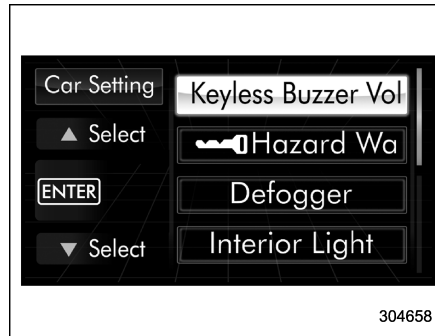 Car Setting
Keyless Buzzer Vol
▲ Select
Hazard Wa
ENTER
Defogger
▼ Select
Interior Light
304658